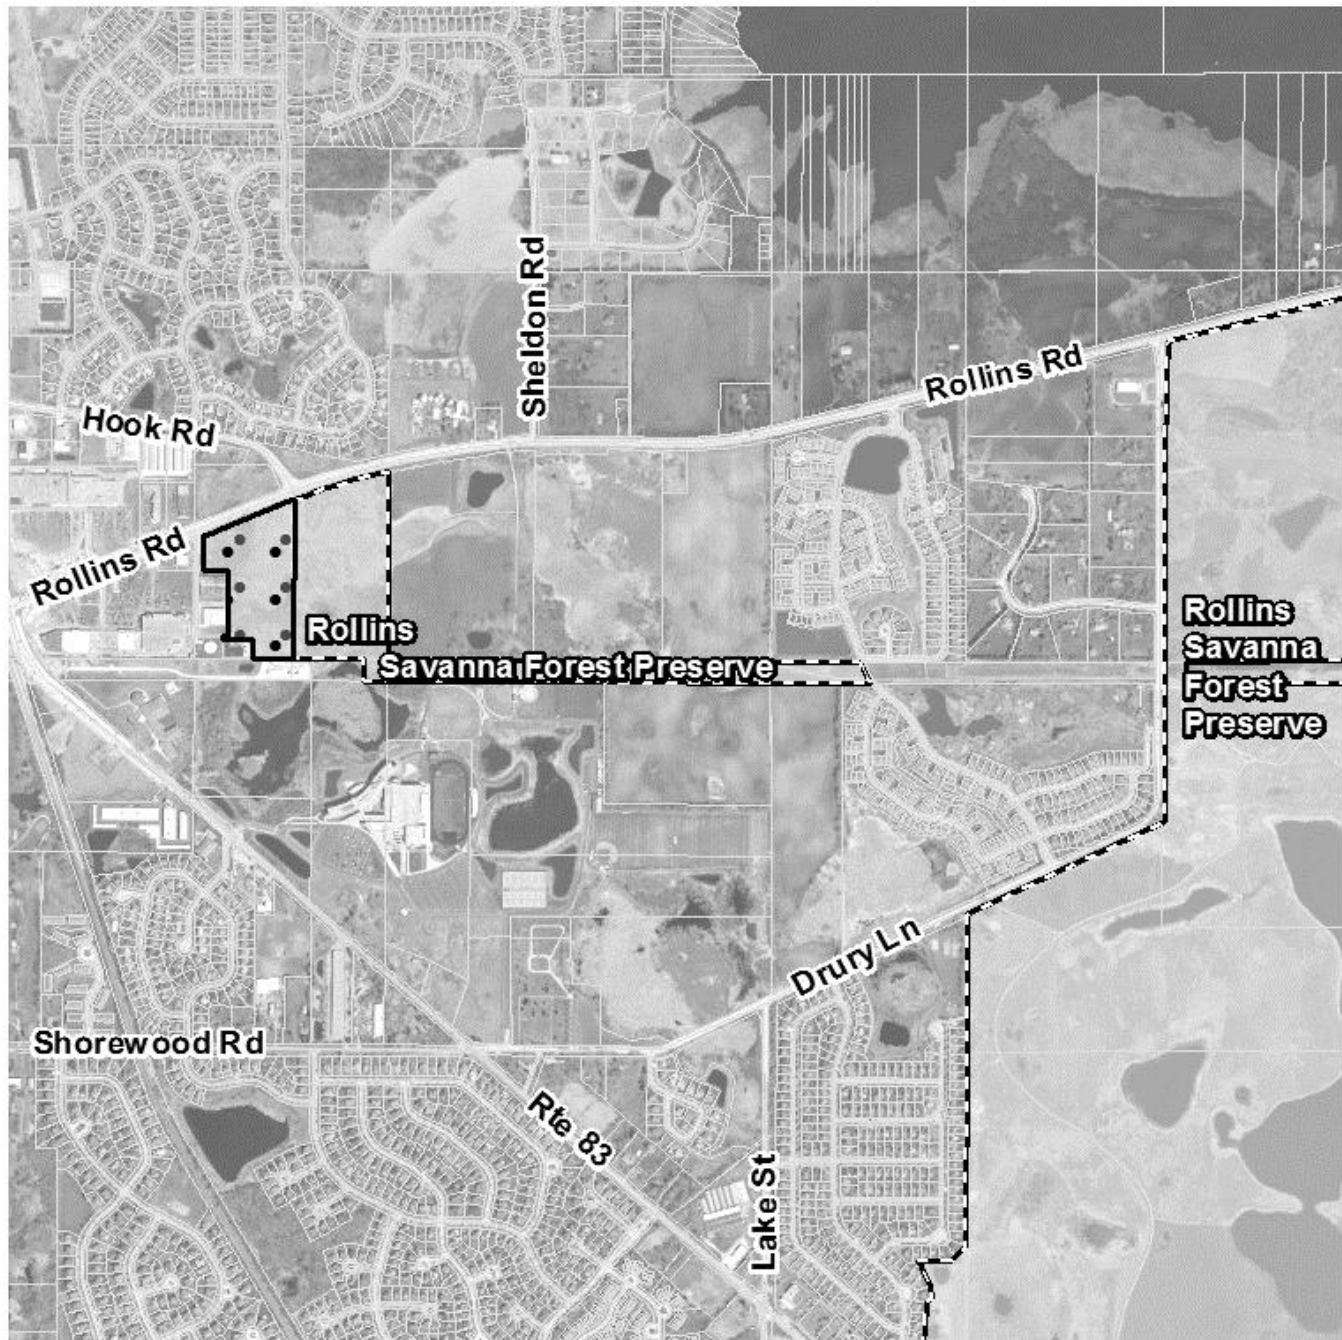 Sheldon Rd
Rollins Rd
Hook Rd
Rollins Rd
Rollins
Savanna Forest Preserve
Rollins
Savanna
Forest
Preserve
Drury Ln
Shorewood Rd
Rte 83
Lake St